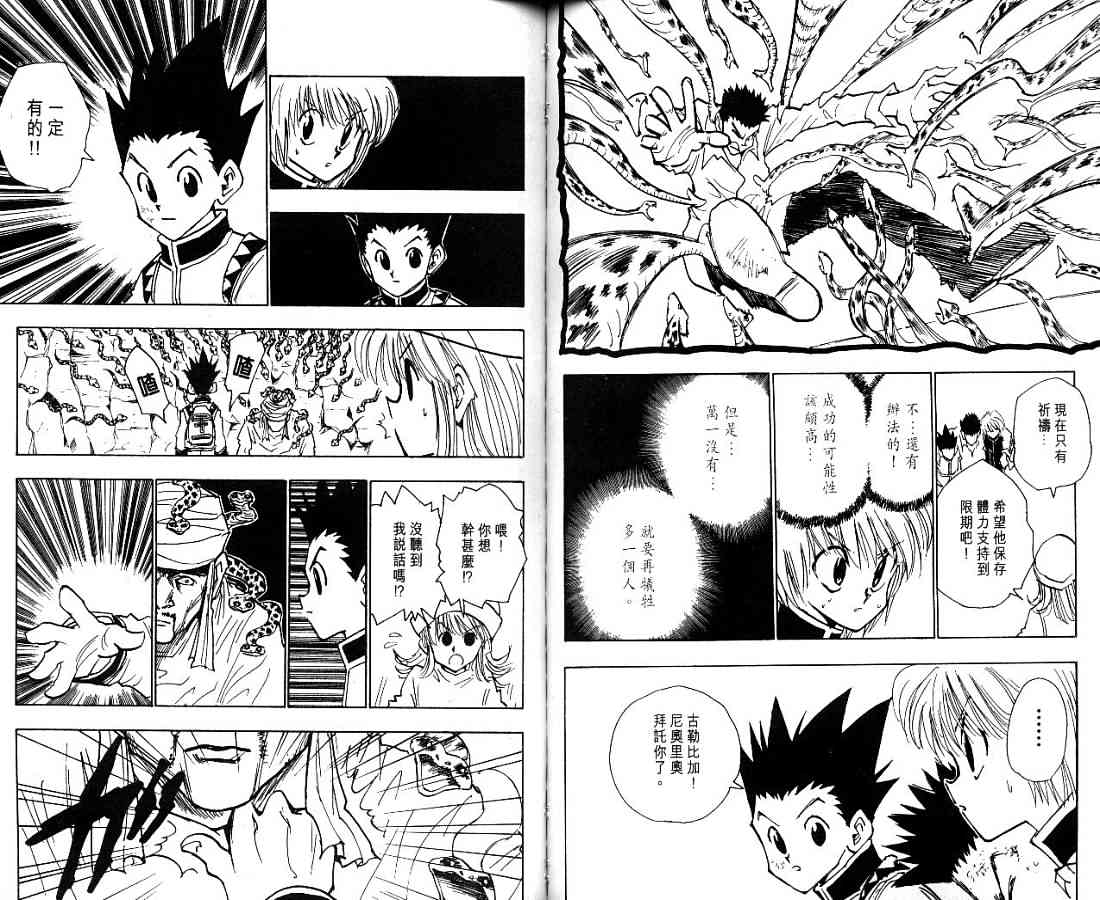 現在只有
祈禱…
希望他保存
體力支持到
限期吧！
不…還有
辦法的！
成功的可能性
該頗高…
但是…
萬一沒有…
就要再犧牲
多一個人。
……
古勒比加！
尼奧里奧
拜託你了。
一定
有的!!
喳
喳
喂！
你想
幹甚麼!?
沒聽到
我說話嗎!?
ガッ